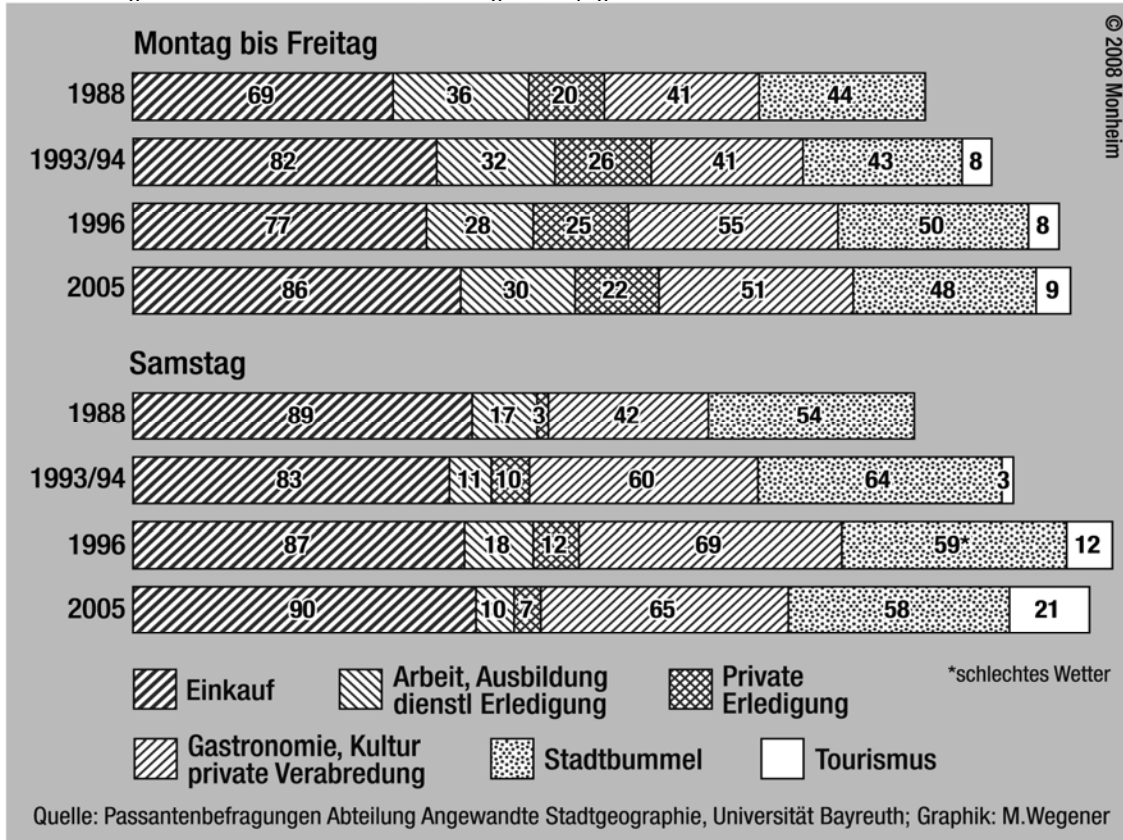 © 2008 Monheim
Montag bis Freitag
1988 69 36 20 41 44
1993/94 82 32 26 41 43 8
1996 77 28 25 55 50 8
2005 86 30 22 51 48 9
Samstag
1988 89 17 3 42 54
1993/94 83 11 10 60 64 3
1996 87 18 12 69 59* 12
2005 90 10 7 65 58 21
Einkauf
Arbeit, Ausbildung
dienstl Erledigung
Private
Erledigung
*schlechtes Wetter
Gastronomie, Kultur
private Verabredung
Stadtbummel
Tourismus
Quelle: Passantenbefragungen Abteilung Angewandte Stadtgeographie, Universität Bayreuth; Graphik: M.Wegener